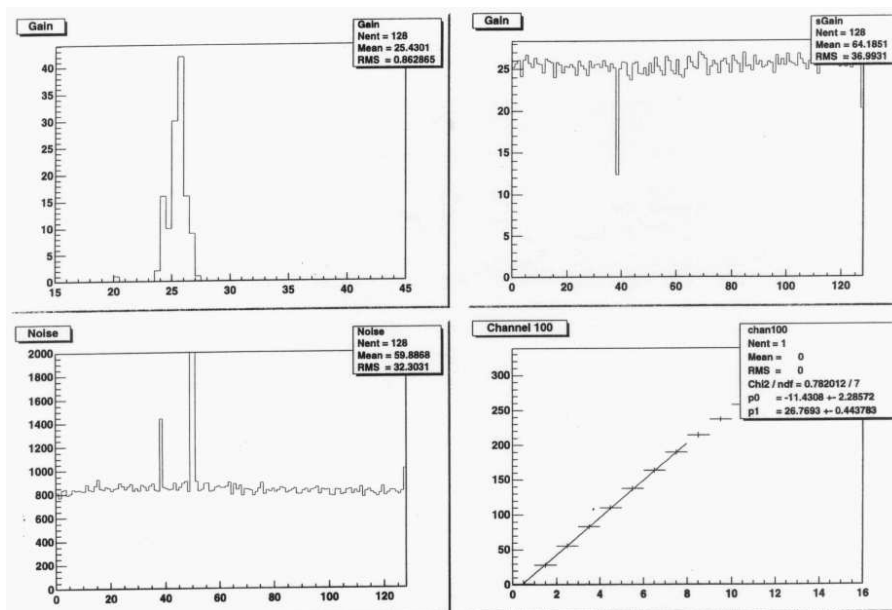 Gain
Gain
Nent = 128
Mean = 25.4301
RMS = 0.862865
40
35
30
25
20
15
10
5
0
15 20 25 30 35 40 45
Gain
sGain
Nent = 128
Mean = 64.1851
RMS = 36.9931
25
20
15
10
5
0
0 20 40 60 80 100 120
Noise
Noise
Nent = 128
Mean = 59.8868
RMS = 32.3031
2000
1800
1600
1400
1200
1000
800
600
400
200
0
0 20 40 60 80 100 120
Channel 100
chan100
Nent = 1
Mean = 0
RMS = 0
Chi2 / ndf = 0.782012 / 7
p0 = -11.4308 +- 2.28572
p1 = 26.7693 +- 0.443783
300
250
200
150
100
50
0
0 2 4 6 8 10 12 14 16